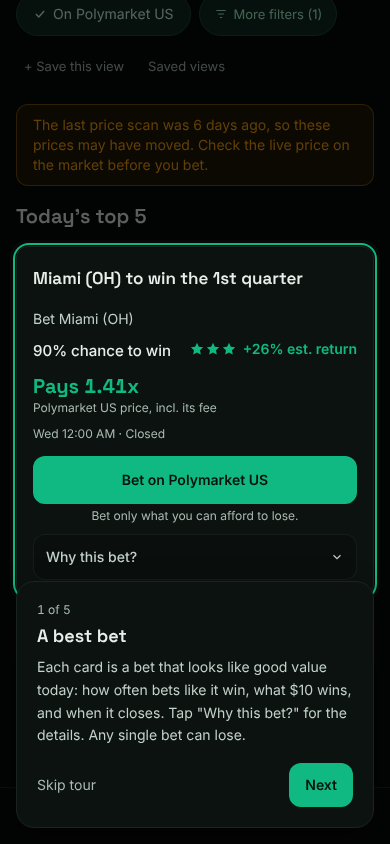 On Polymarket US
More filters (1)
+ Save this view
Saved views
The last price scan was 6 days ago, so these
prices may have moved. Check the live price on
the market before you bet.
Today's top 5
Miami (OH) to win the 1st quarter
Bet Miami (OH)
90% chance to win
★★★ +26% est. return
Pays 1.41x
Polymarket US price, incl. its fee
Wed 12:00 AM · Closed
Bet on Polymarket US
Bet only what you can afford to lose.
Why this bet?
1 of 5
A best bet
Each card is a bet that looks like good value
today: how often bets like it win, what $10 wins,
and when it closes. Tap "Why this bet?" for the
details. Any single bet can lose.
Skip tour
Next